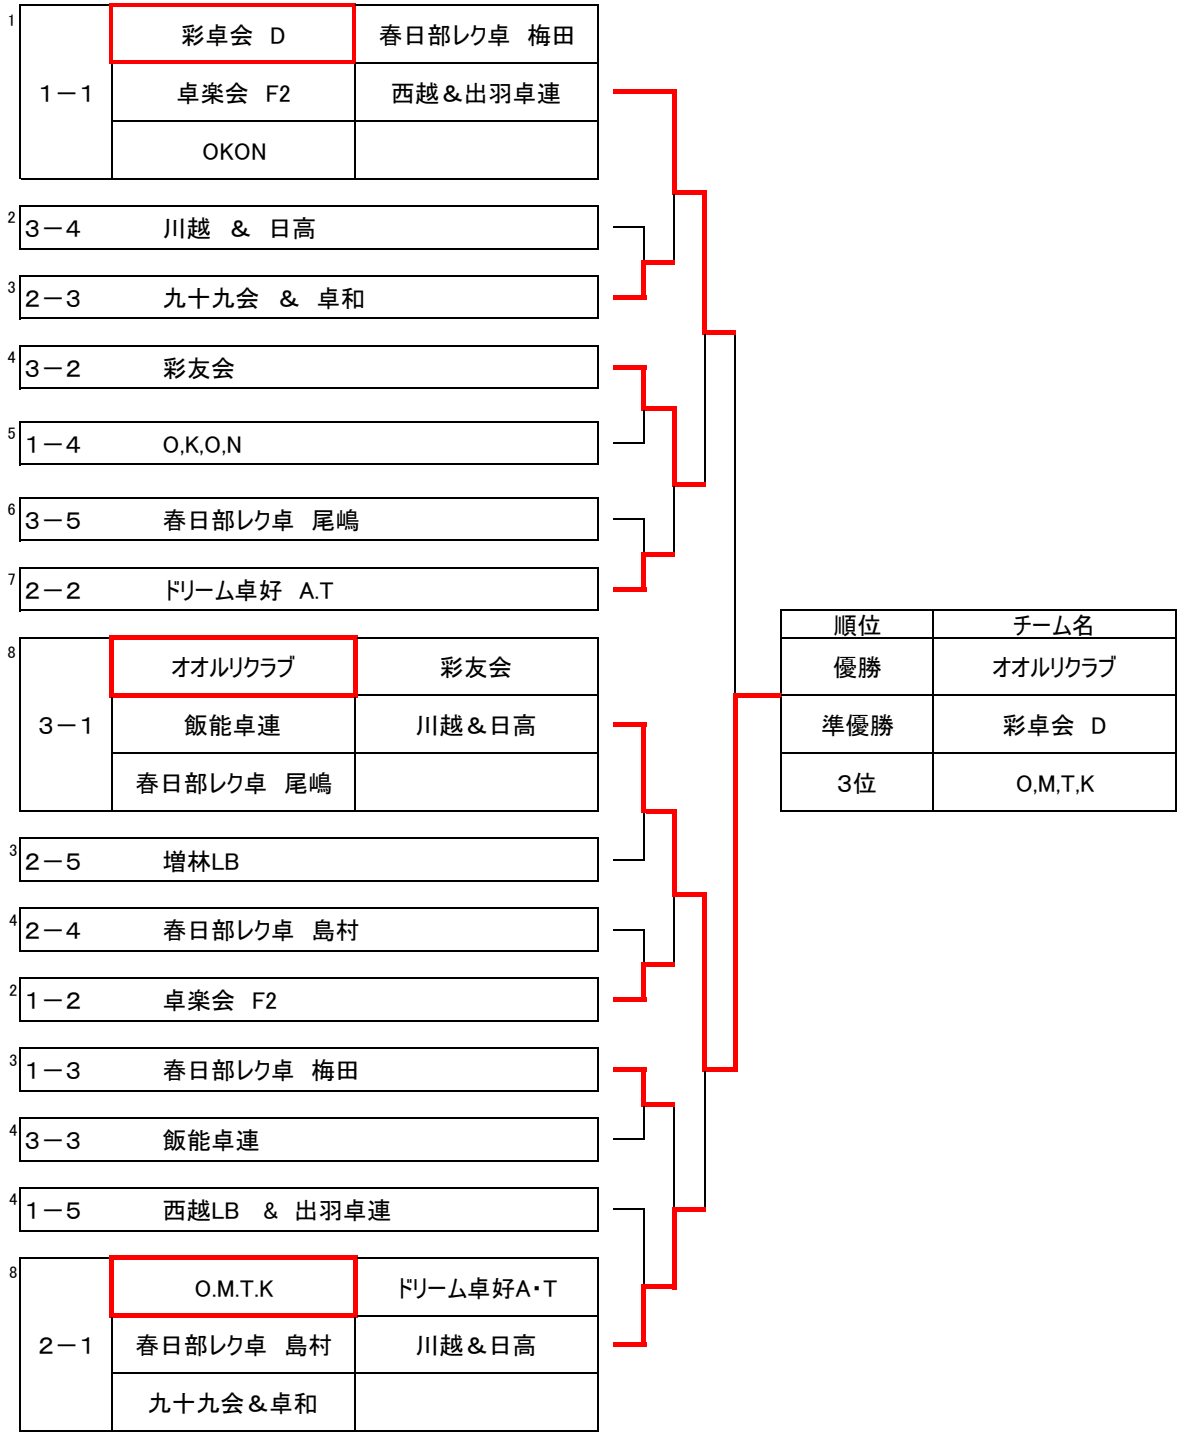 1
彩卓会 D 春日部レク卓 梅田
1－1 卓楽会 F2 西越＆出羽卓連
OKON
2 3－4 川越 ＆ 日高
3 2－3 九十九会 ＆ 卓和
4 3－2 彩友会
5 1－4 O,K,O,N
6 3－5 春日部レク卓 尾嶋
7 2－2 ドリーム卓好 A.T
順位 チーム名
優勝 オオルリクラブ
準優勝 彩卓会 D
3位 O,M,T,K
8
オオルリクラブ 彩友会
3－1 飯能卓連 川越＆日高
春日部レク卓 尾嶋
3 2－5 増林LB
4 2－4 春日部レク卓 島村
2 1－2 卓楽会 F2
3 1－3 春日部レク卓 梅田
4 3－3 飯能卓連
4 1－5 西越LB & 出羽卓連
8
O.M.T.K ドリーム卓好A・T
2－1 春日部レク卓 島村 川越＆日高
九十九会＆卓和